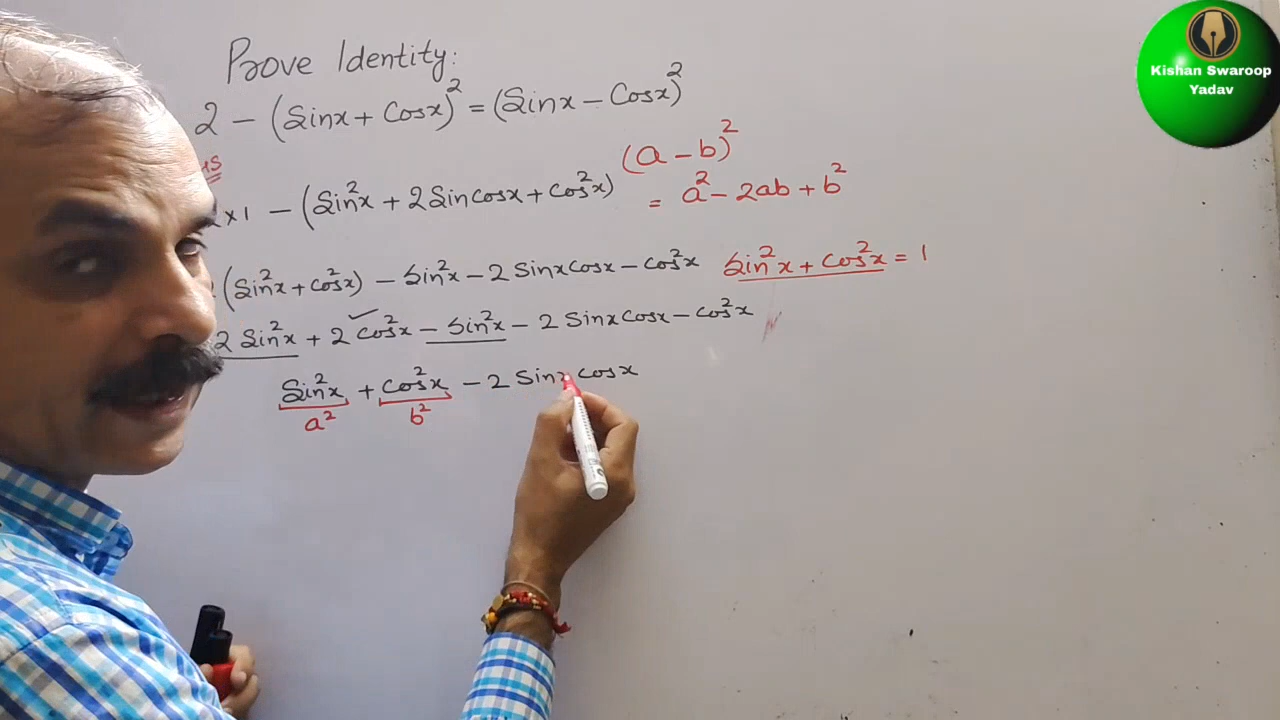 Prove Identity:
2 - (Sinx + Cosx)² = (Sinx - Cosx)²
(a - b)²
= a² - 2ab + b²
x 1 - (Sin²x + 2 Sincosx + cos²x)
(Sin²x + cos²x) - Sin²x - 2 Sinx cosx - cos²x
Sin²x + cos²x = 1
2 Sin²x + 2 cos²x - Sin²x - 2 Sinx cosx - cos²x
Sin²x + cos²x - 2 Sinx cosx
a² b²
Kishan Swaroop
Yadav